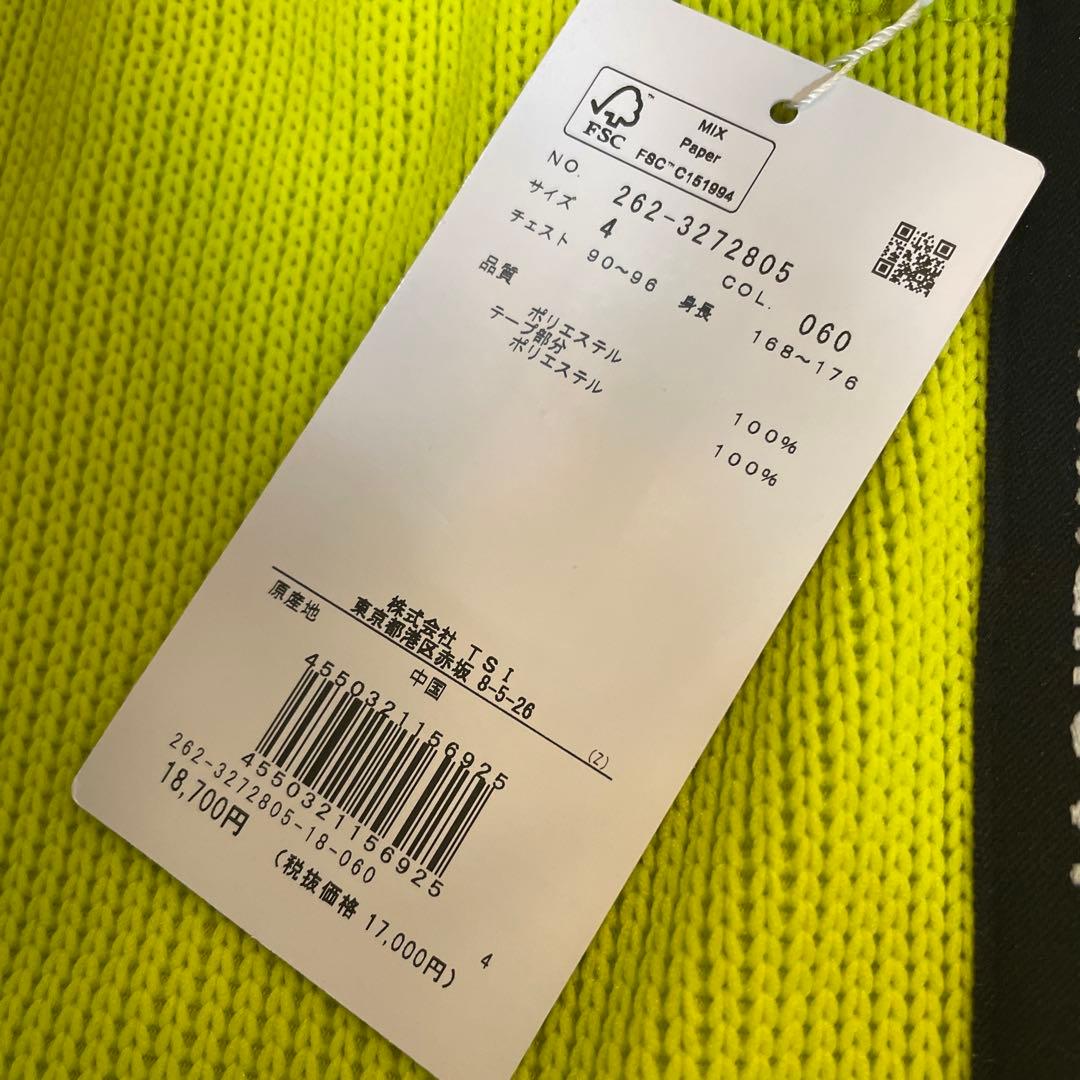 FSC™
MIX
Paper
FSC™ C151994
NO. 262-3272805 COL. 060
サイズ 4
チェスト 90~96 身長 168~176
品質
ポリエステル 100%
テープ部分
ポリエステル 100%
株式会社 TSI
東京都港区赤坂 8-5-26
原産地 中国 (Z)
4550321156925
4550321156925
262-3272805-18-060
18,700円
(税抜価格 17,000円) 4